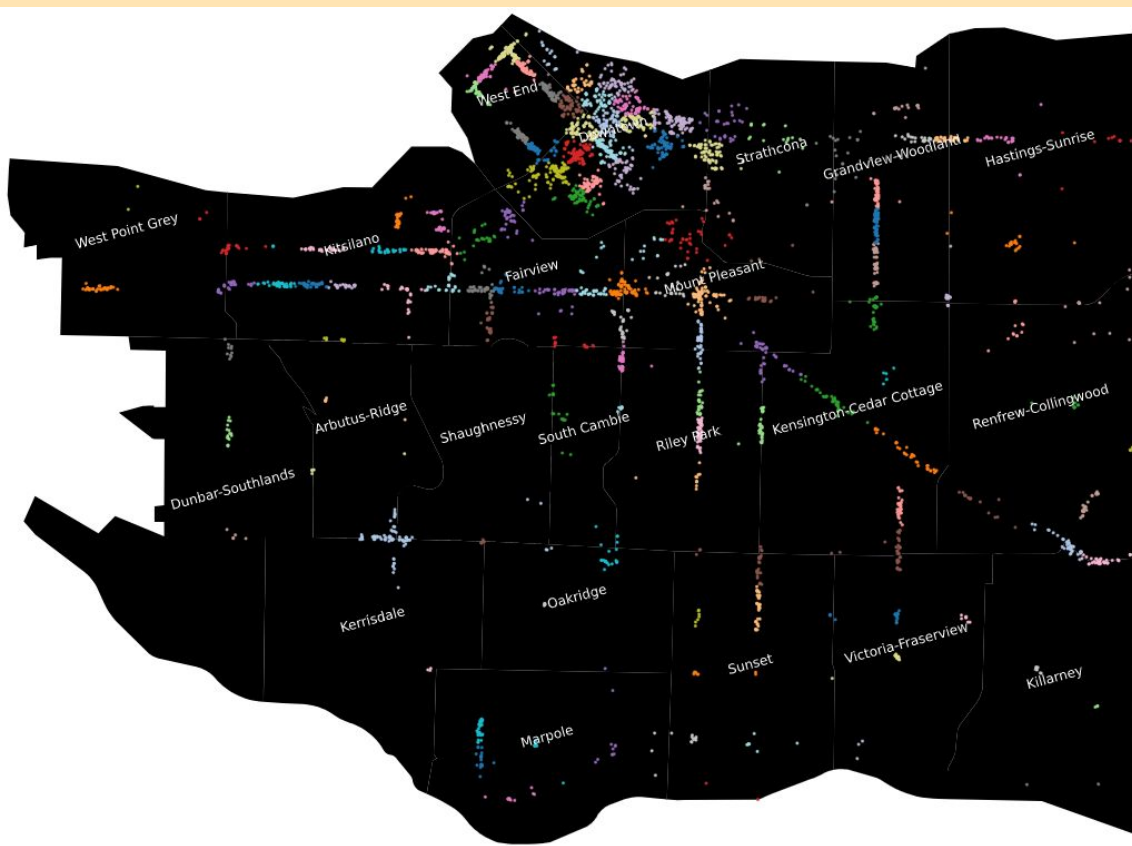 West End
Downtown
Strathcona
Grandview-Woodland
Hastings-Sunrise
West Point Grey
Kitsilano
Fairview
Mount Pleasant
Arbutus-Ridge
Shaughnessy
South Cambie
Riley Park
Kensington-Cedar Cottage
Renfrew-Collingwood
Dunbar-Southlands
Kerrisdale
Oakridge
Sunset
Victoria-Fraserview
Killarney
Marpole